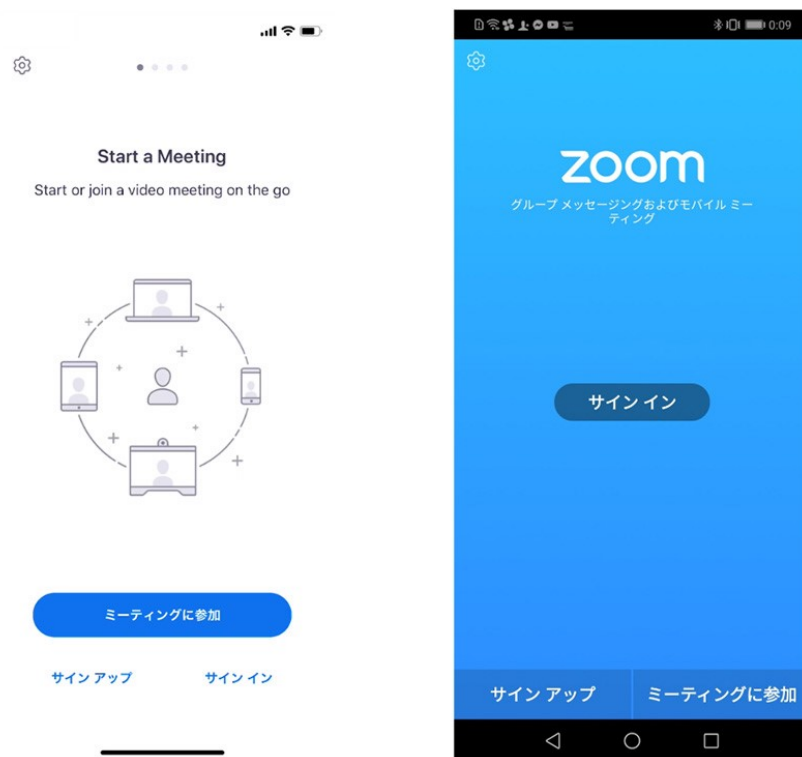 Start a Meeting
Start or join a video meeting on the go
ミーティングに参加
サイン アップ
サイン イン
0:09
zoom
グループ メッセージングおよびモバイル ミー
ティング
サイン イン
サイン アップ
ミーティングに参加